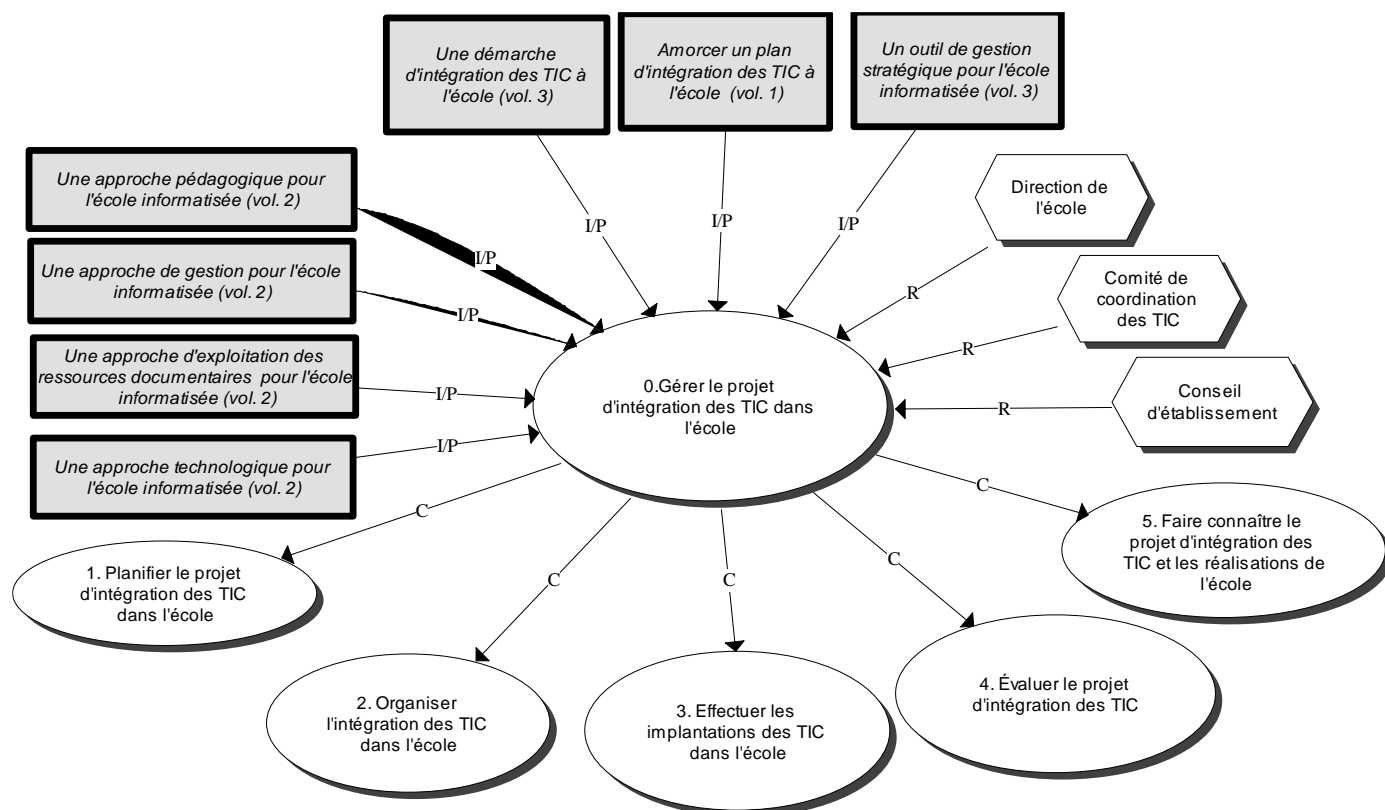 Une démarche
d'intégration des TIC à
l'école (vol. 3)
Amorcer un plan
d'intégration des TIC à
l'école (vol. 1)
Un outil de gestion
stratégique pour l'école
informatisée (vol. 3)
Une approche pédagogique pour
l'école informatisée (vol. 2)
Une approche de gestion pour l'école
informatisée (vol. 2)
Une approche d'exploitation des
ressources documentaires pour l'école
informatisée (vol. 2)
Une approche technologique pour
l'école informatisée (vol. 2)
I/P
I/P
I/P
I/P
I/P
I/P
I/P
Direction de
l'école
Comité de
coordination
des TIC
Conseil
d'établissement
R
R
R
0.Gérer le projet
d'intégration des TIC dans
l'école
C
C
C
C
C
1. Planifier le projet
d'intégration des TIC
dans l'école
2. Organiser
l'intégration des TIC
dans l'école
3. Effectuer les
implantations des TIC
dans l'école
4. Évaluer le projet
d'intégration des TIC
5. Faire connaître le
projet d'intégration des
TIC et les réalisations de
l'école